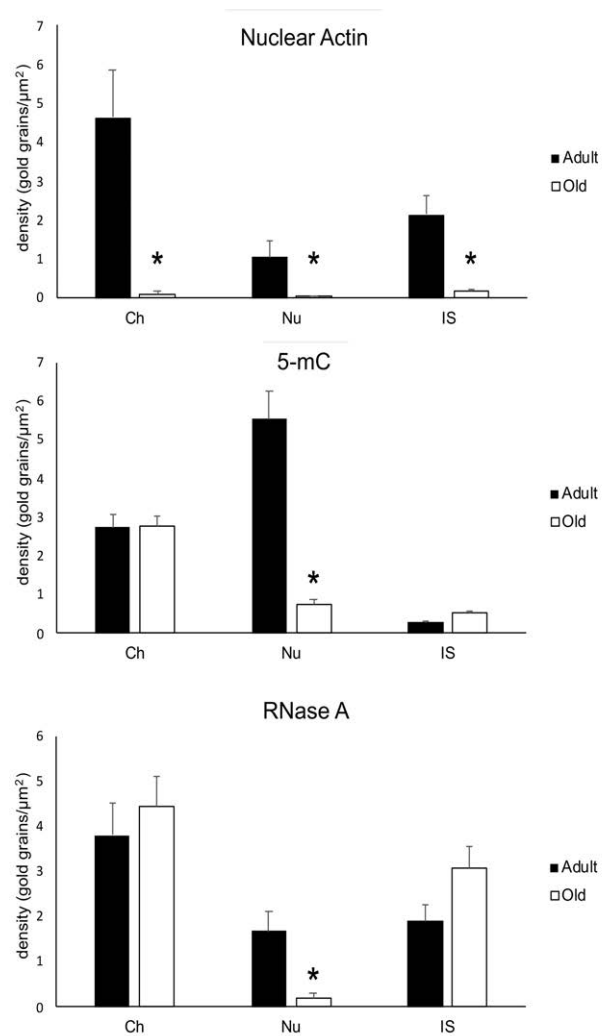 Nuclear Actin
density (gold grains/μm²)
7
6
5
4
3
2
1
0
*
*
*
Ch
Nu
IS
■Adult
□Old
5-mC
density (gold grains/μm²)
7
6
5
4
3
2
1
0
*
Ch
Nu
IS
■Adult
□Old
RNase A
density (gold grains/μm²)
6
5
4
3
2
1
0
*
Ch
Nu
IS
■Adult
□Old